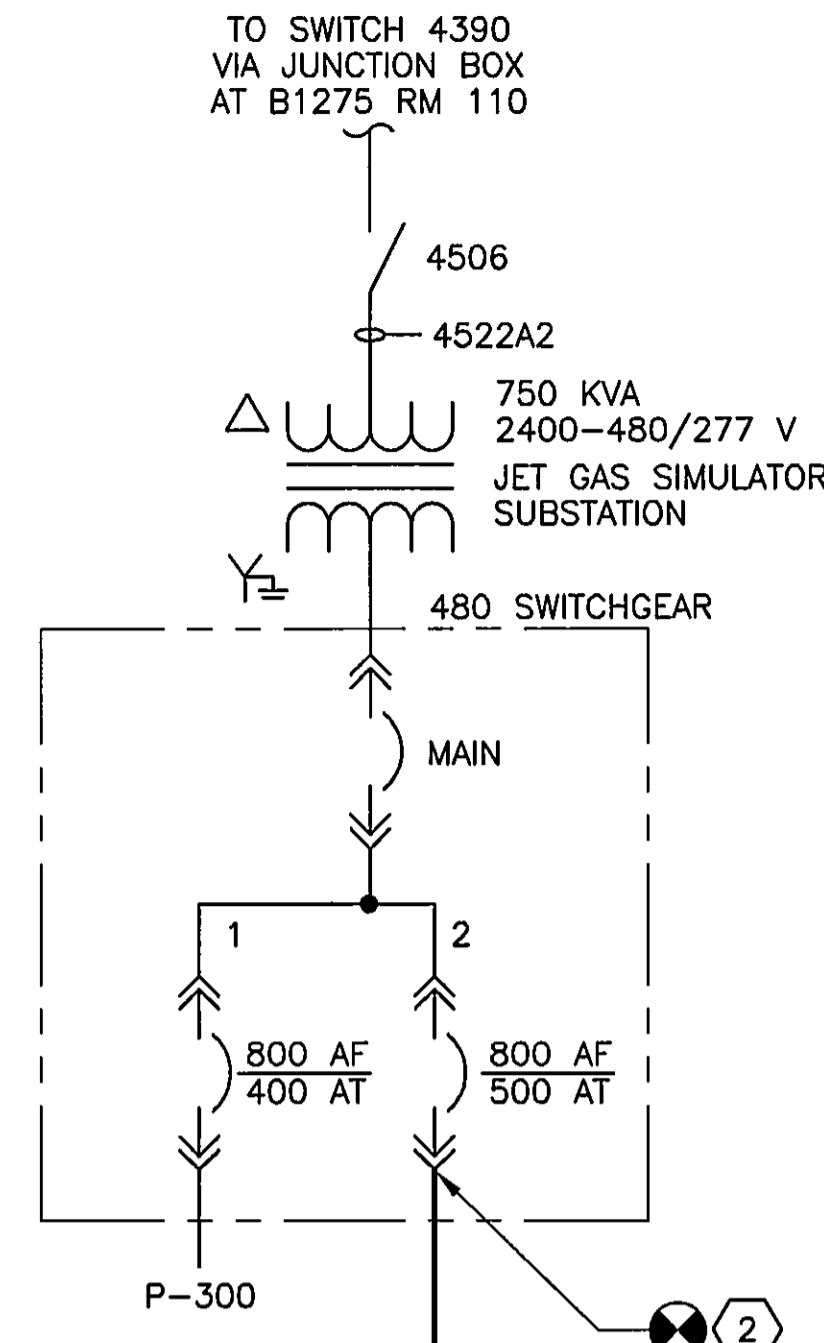 TO SWITCH 4390
VIA JUNCTION BOX
AT B1275 RM 110
4506
4522A2
750 KVA
2400-480/277 V
JET GAS SIMULATOR
SUBSTATION
480 SWITCHGEAR
MAIN
1
2
800 AF
400 AT
800 AF
500 AT
P-300
2